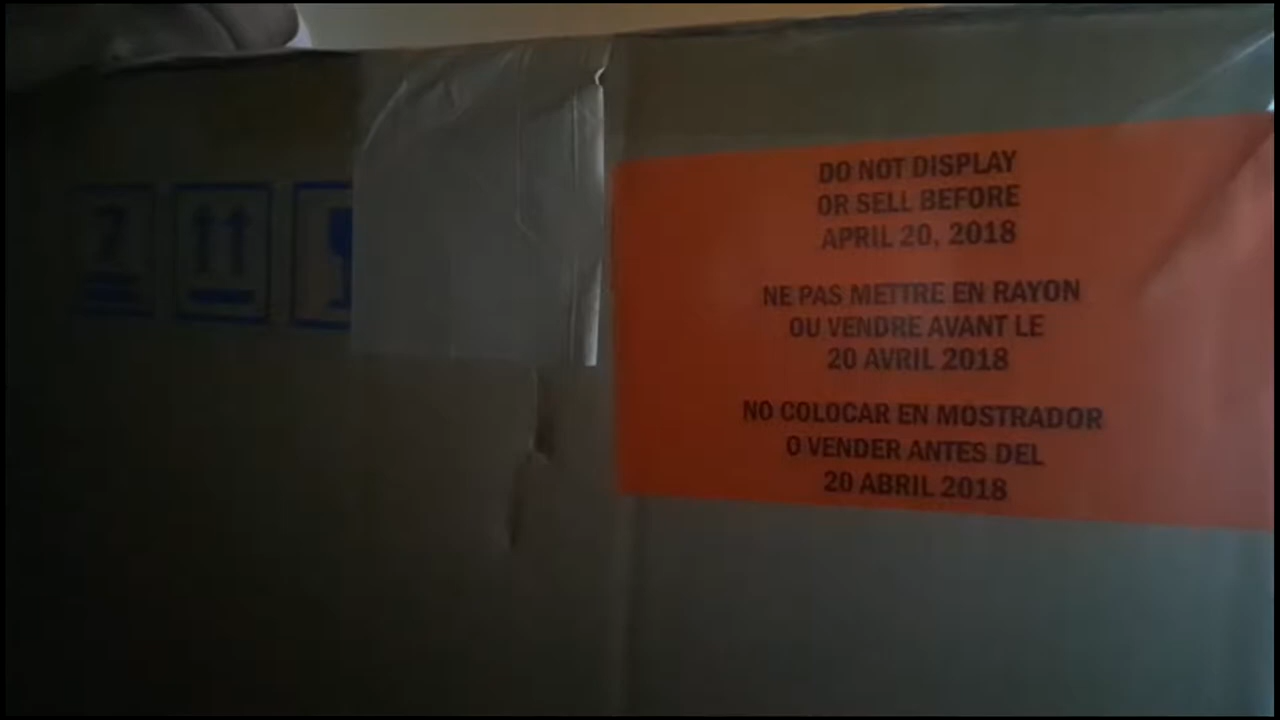 DO NOT DISPLAY
OR SELL BEFORE
APRIL 20, 2018
NE PAS METTRE EN RAYON
OU VENDRE AVANT LE
20 AVRIL 2018
NO COLOCAR EN MOSTRADOR
O VENDER ANTES DEL
20 ABRIL 2018